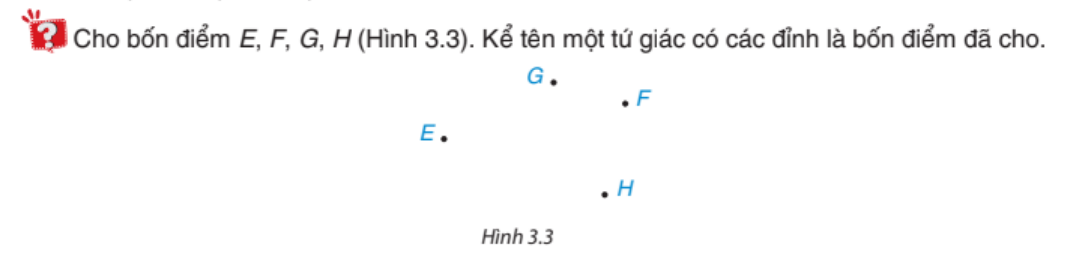 ? Cho bốn điểm E, F, G, H (Hình 3.3). Kể tên một tứ giác có các đỉnh là bốn điểm đã cho.
G
F
E
H
Hình 3.3